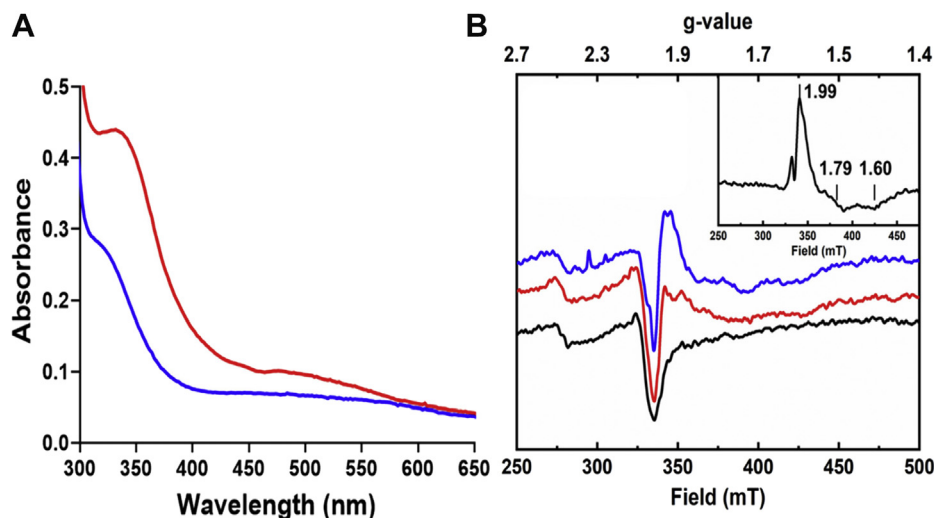 A
0.5
0.4
0.3
0.2
0.1
0.0
Absorbance
300 350 400 450 500 550 600 650
Wavelength (nm)
B
g-value
2.7 2.3 2.1 1.9 1.7 1.5 1.4
1.99
1.79 1.60
250 300 350 400 450
Field (mT)
250 300 350 400 450 500
Field (mT)